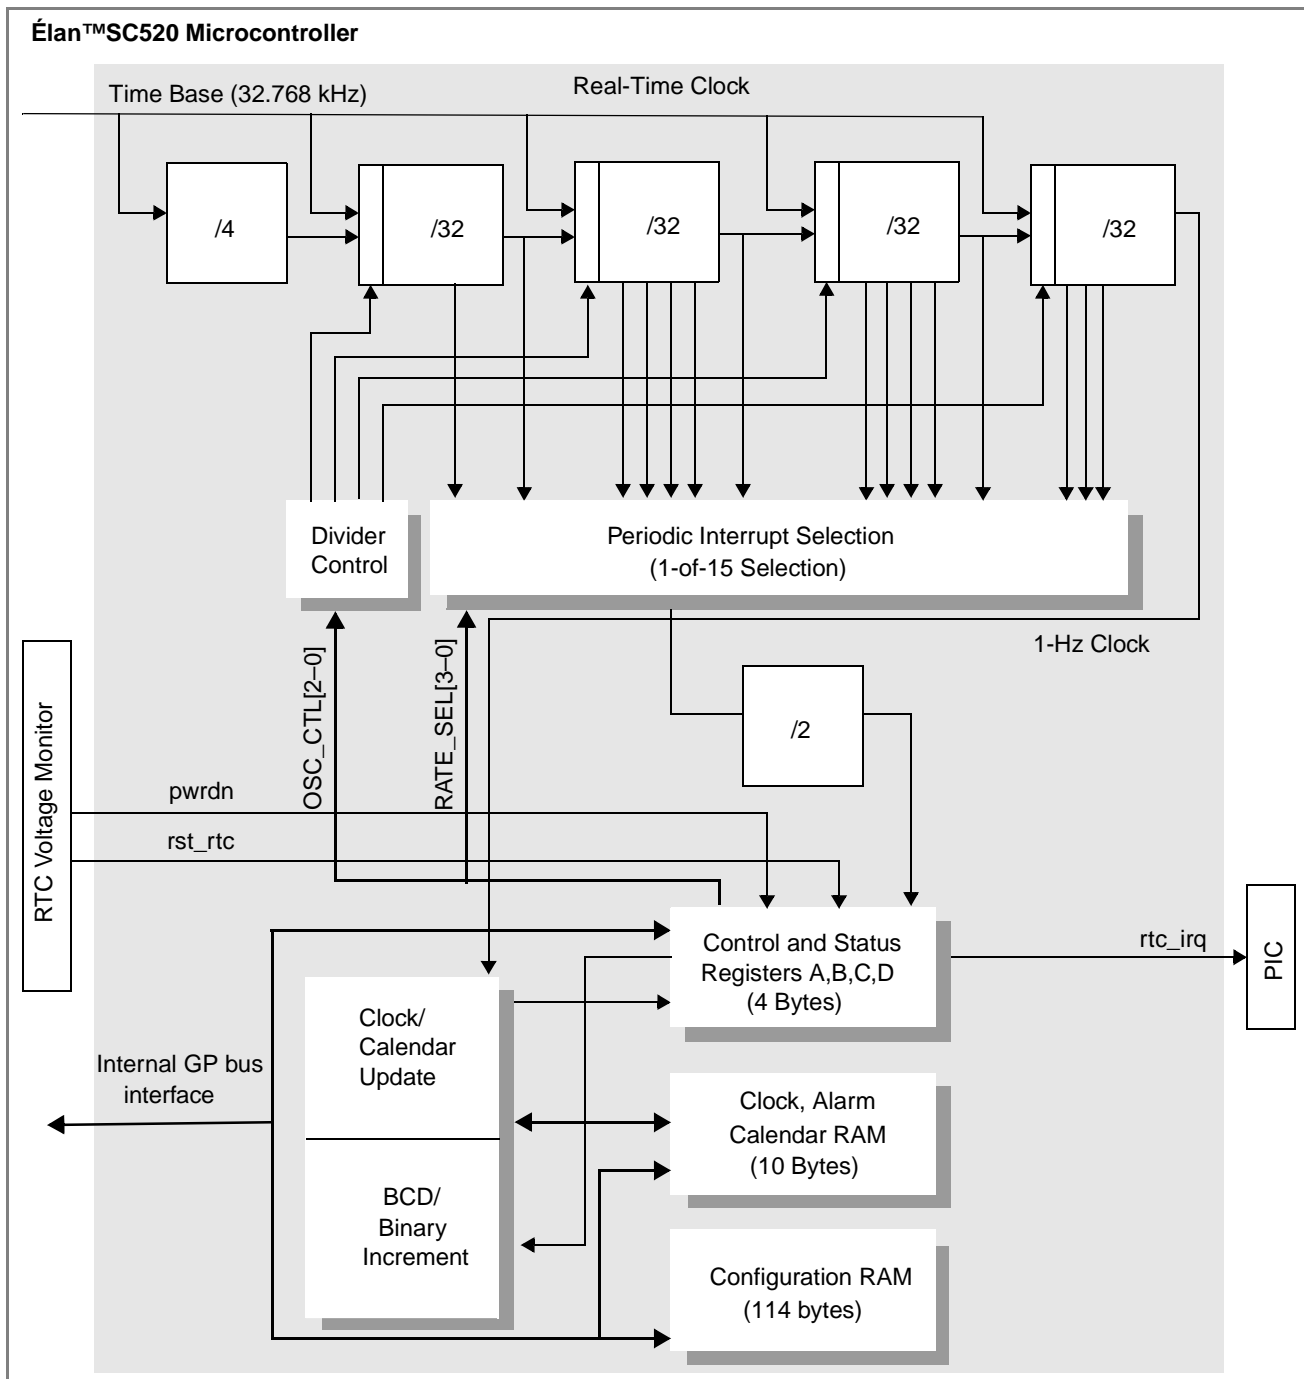 Élan™SC520 Microcontroller
Time Base (32.768 kHz)
Real-Time Clock
/4
/32
/32
/32
/32
Divider
Control
Periodic Interrupt Selection
(1-of-15 Selection)
1-Hz Clock
OSC_CTL[2–0]
RATE_SEL[3–0]
/2
RTC Voltage Monitor
pwrdn
rst_rtc
Control and Status
Registers A,B,C,D
(4 Bytes)
rtc_irq
PIC
Clock/
Calendar
Update
Internal GP bus
interface
Clock, Alarm
Calendar RAM
(10 Bytes)
BCD/
Binary
Increment
Configuration RAM
(114 bytes)